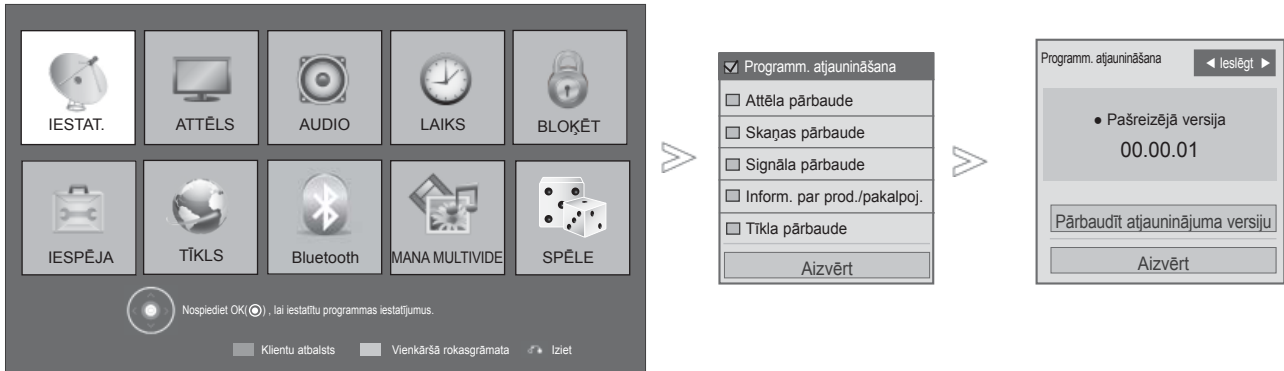 IESTAT.
ATTĒLS
AUDIO
LAIKS
BLOĶĒT
IESPĒJA
TĪKLS
Bluetooth
MANA MULTIVIDE
SPĒLE
Nospiediet OK(◉) , lai iestatītu programmas iestatījumus.
Klientu atbalsts Vienkāršā rokasgrāmata Iziet
Programm. atjaunināšana
Attēla pārbaude
Skaņas pārbaude
Signāla pārbaude
Inform. par prod./pakalpoj.
Tīkla pārbaude
Aizvērt
Programm. atjaunināšana ◀ Ieslēgt ▶
● Pašreizējā versija
00.00.01
Pārbaudīt atjauninājuma versiju
Aizvērt